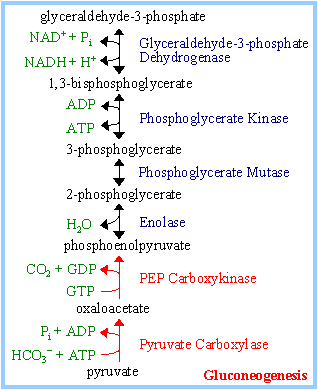 glyceraldehyde-3-phosphate
NAD⁺ + Pᵢ
NADH + H⁺
Glyceraldehyde-3-phosphate
Dehydrogenase
1,3-bisphosphoglycerate
ADP
ATP
Phosphoglycerate Kinase
3-phosphoglycerate
Phosphoglycerate Mutase
2-phosphoglycerate
H₂O
Enolase
phosphoenolpyruvate
CO₂ + GDP
GTP
PEP Carboxykinase
oxaloacetate
Pᵢ + ADP
HCO₃⁻ + ATP
Pyruvate Carboxylase
pyruvate
Gluconeogenesis